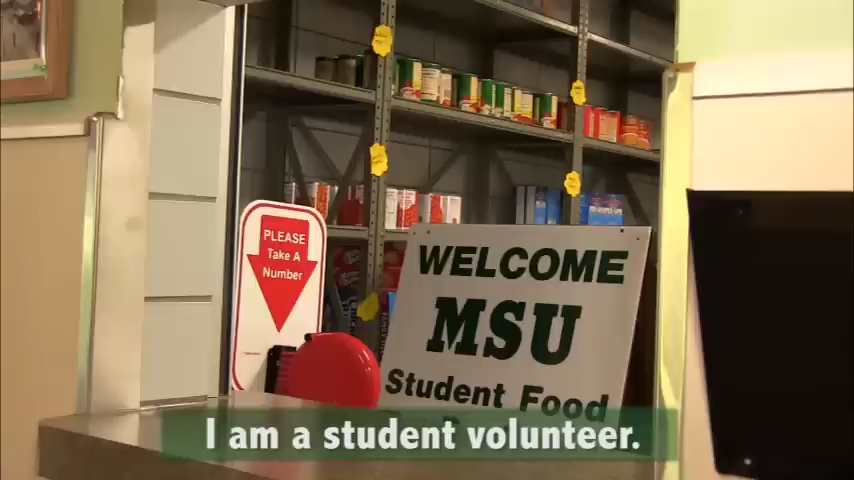 PLEASE
Take A
Number
WELCOME
MSU
Student Food
I am a student volunteer.